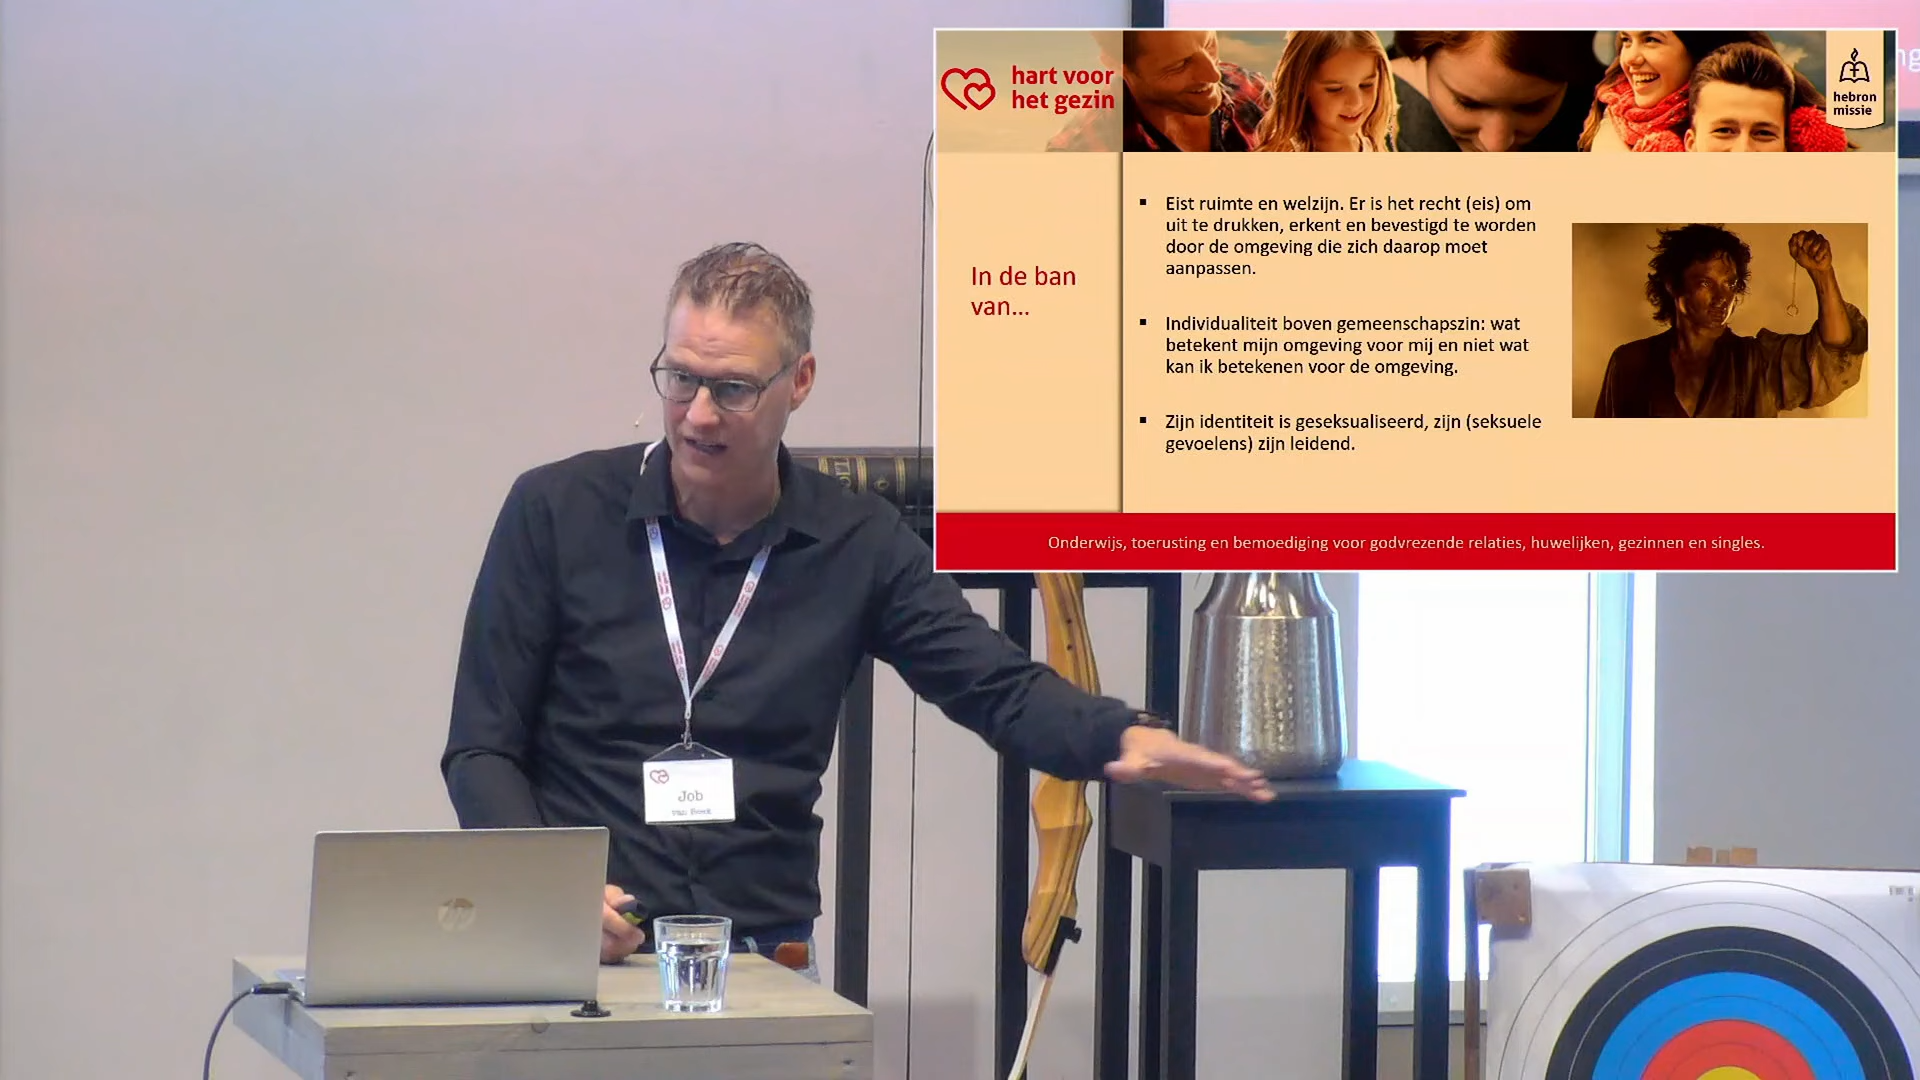 hart voor
het gezin
hebron
missie
In de ban
van...
Eist ruimte en welzijn. Er is het recht (eis) om
uit te drukken, erkent en bevestigd te worden
door de omgeving die zich daarop moet
aanpassen.
Individualiteit boven gemeenschapszin: wat
betekent mijn omgeving voor mij en niet wat
kan ik betekenen voor de omgeving.
Zijn identiteit is geseksualiseerd, zijn (seksuele
gevoelens) zijn leidend.
Onderwijs, toerusting en bemoediging voor godvrezende relaties, huwelijken, gezinnen en singles.
Job
hp